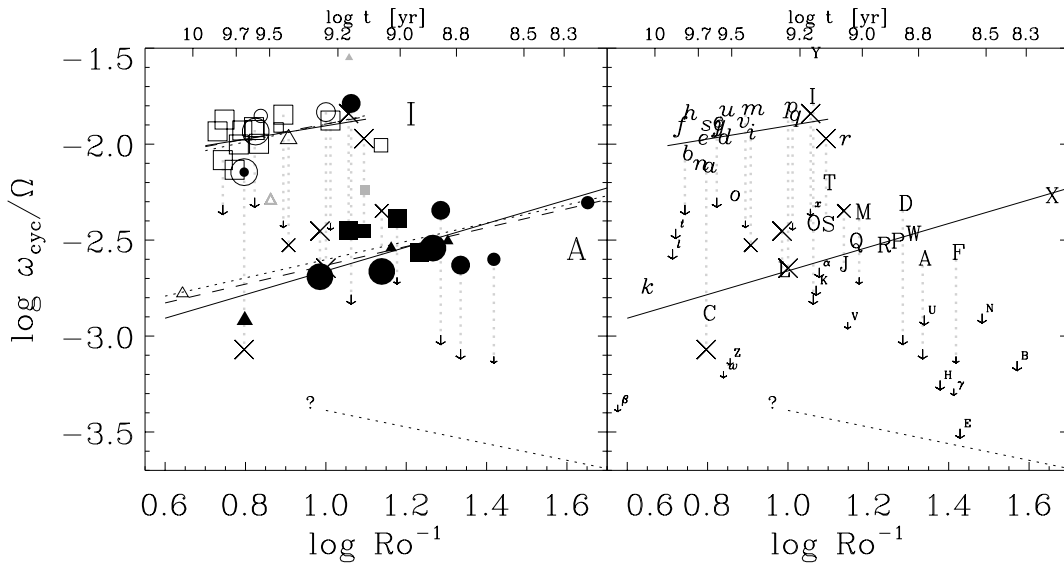 log t [yr]
log t [yr]
10 9.7 9.5 9.2 9.0 8.8 8.5 8.3
10 9.7 9.5 9.1 9.0 8.8 8.5 8.3
−1.5
−2.0
−2.5
−3.0
−3.5
log ω_cyc/Ω
I
A
?
Y
I
h u m p
f s g v q
e d i r
b n a
o T x
D X
M
t O S
l W
Q R P F
α J A
L
k K
C U N
V
z B
w
H γ
β
?
E
0.6 0.8 1.0 1.2 1.4 1.6
0.6 0.8 1.0 1.2 1.4 1.6
log Ro⁻¹
log Ro⁻¹